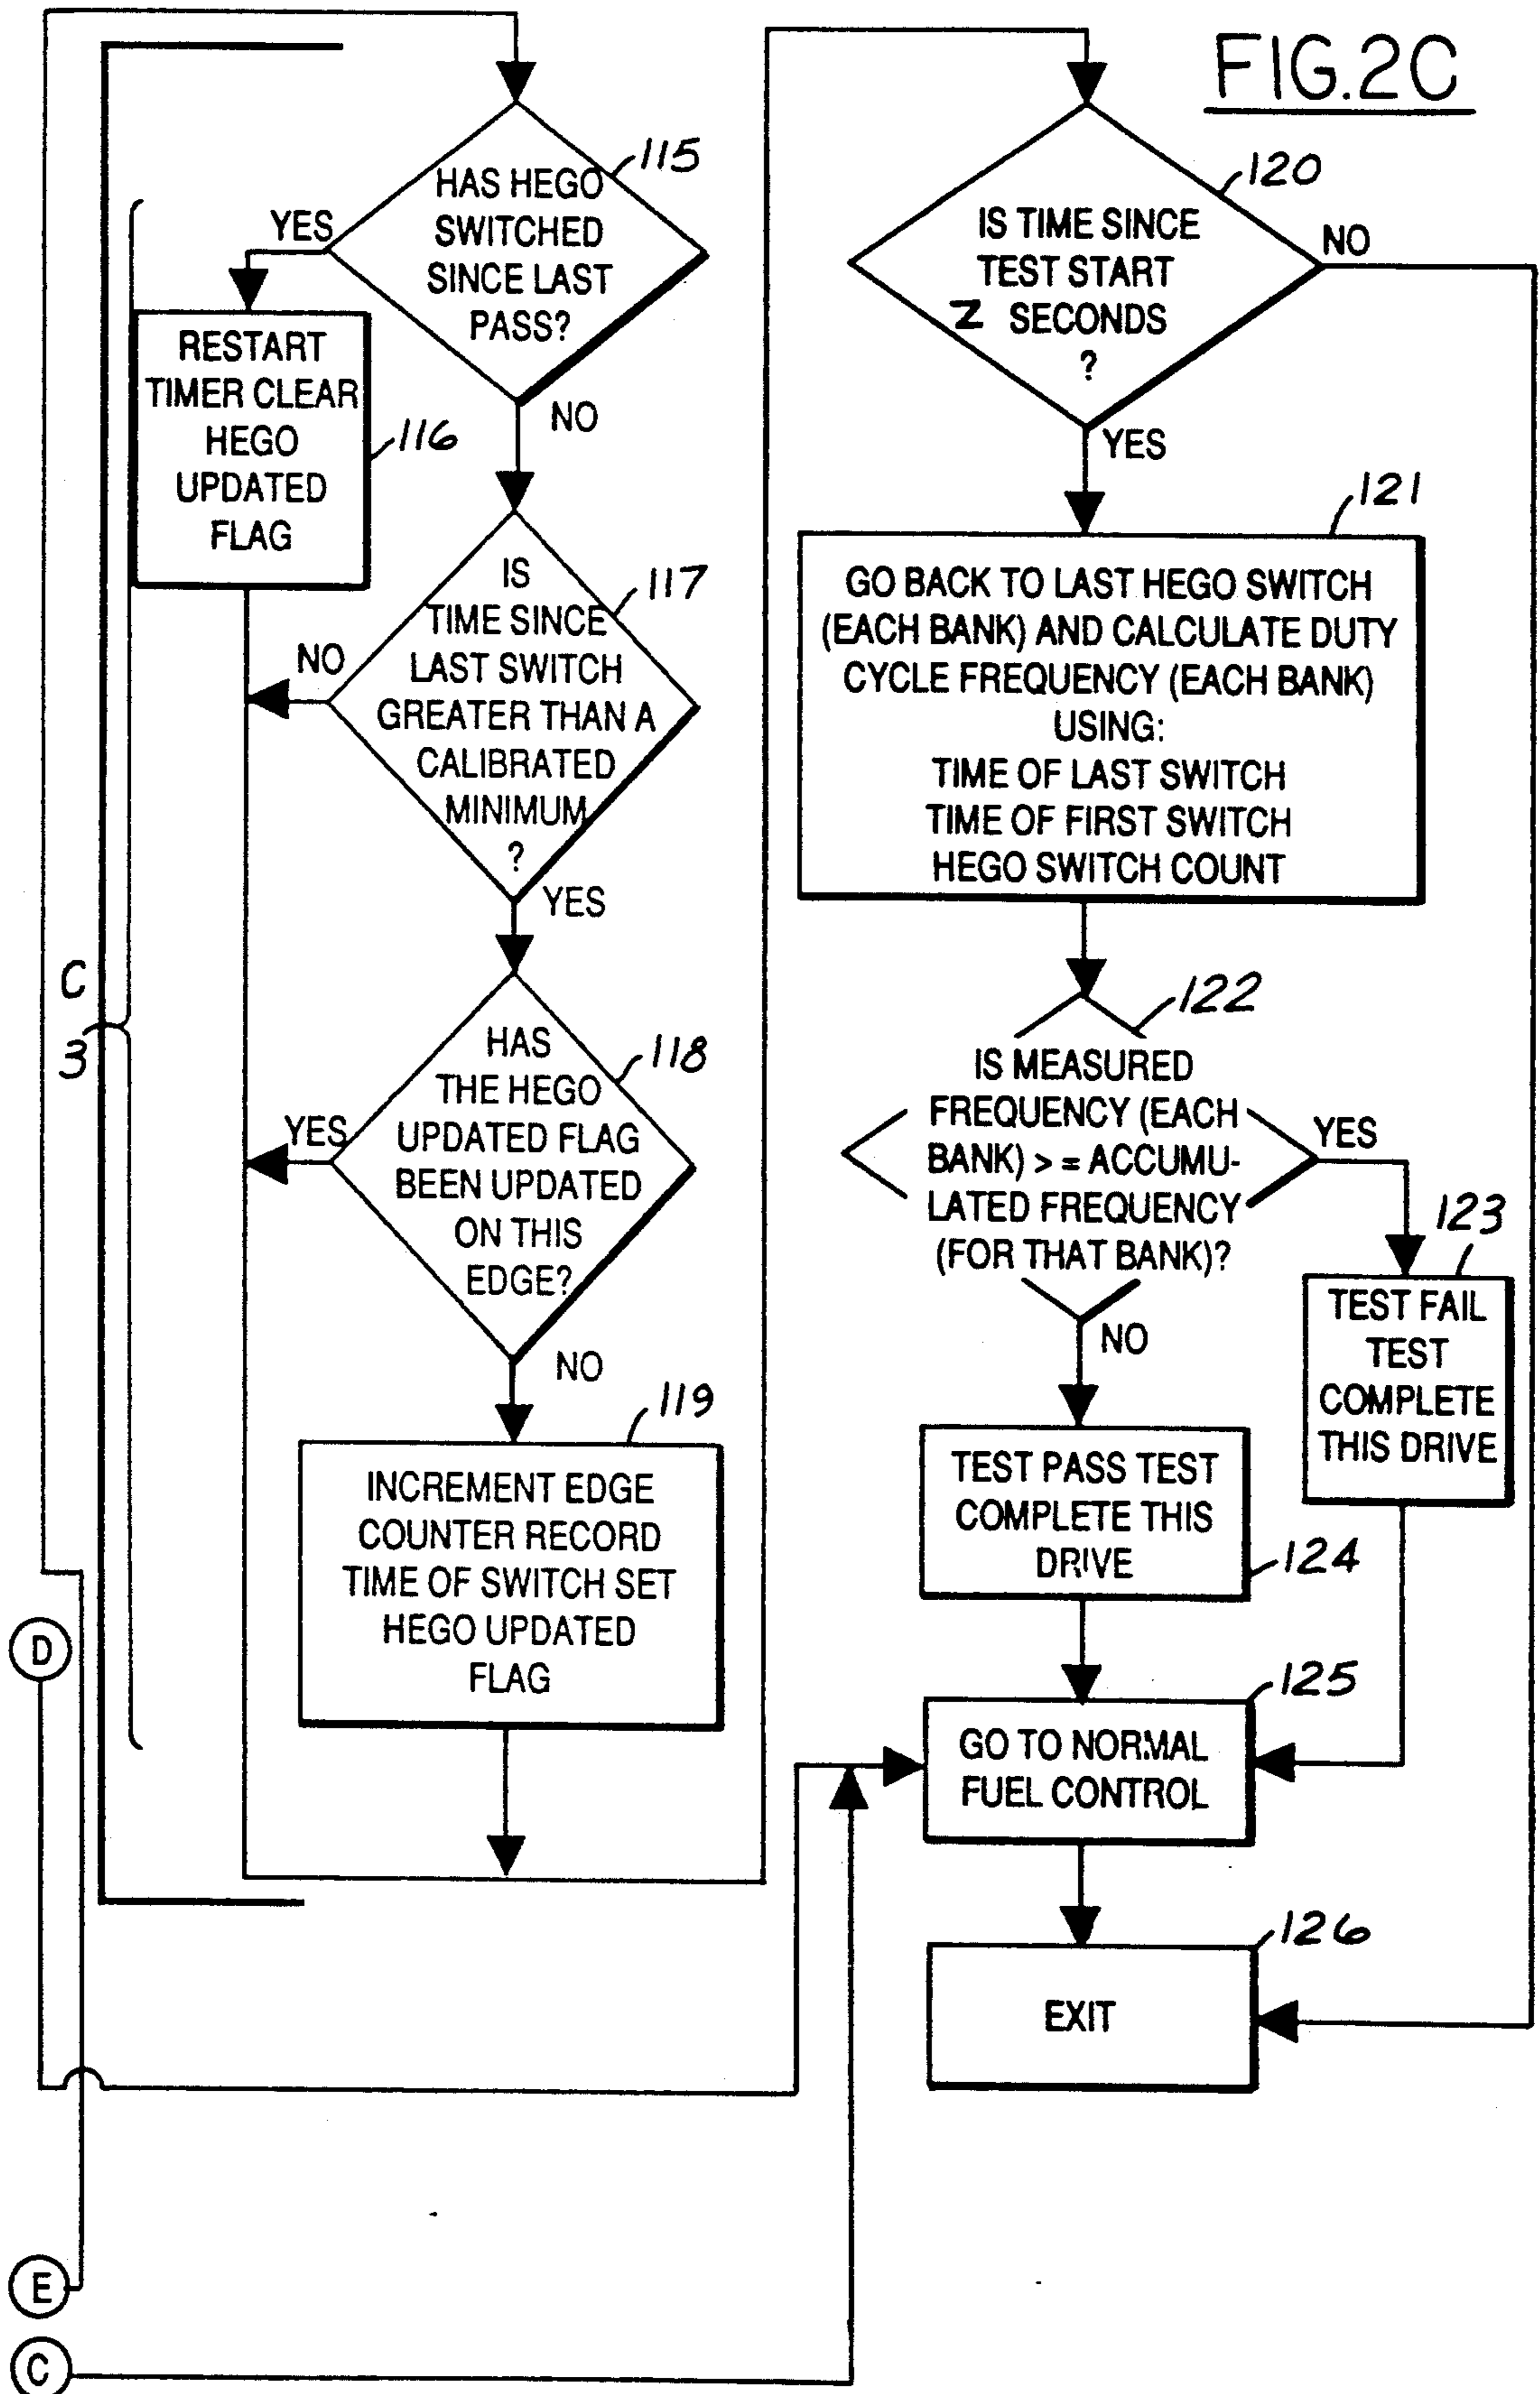 FIG.2C
115
HAS HEGO
SWITCHED
SINCE LAST
PASS?
YES
NO
RESTART
TIMER CLEAR
HEGO
UPDATED
FLAG
116
IS
TIME SINCE
LAST SWITCH
GREATER THAN A
CALIBRATED
MINIMUM
?
117
NO
YES
C
3
HAS
THE HEGO
UPDATED FLAG
BEEN UPDATED
ON THIS
EDGE?
118
YES
NO
119
INCREMENT EDGE
COUNTER RECORD
TIME OF SWITCH SET
HEGO UPDATED
FLAG
D
E
C
120
IS TIME SINCE
TEST START
Z SECONDS
?
NO
YES
121
GO BACK TO LAST HEGO SWITCH
(EACH BANK) AND CALCULATE DUTY
CYCLE FREQUENCY (EACH BANK)
USING:
TIME OF LAST SWITCH
TIME OF FIRST SWITCH
HEGO SWITCH COUNT
122
IS MEASURED
FREQUENCY (EACH
BANK) > = ACCUMU-
LATED FREQUENCY
(FOR THAT BANK)?
YES
NO
123
TEST FAIL
TEST
COMPLETE
THIS DRIVE
TEST PASS TEST
COMPLETE THIS
DRIVE
124
125
GO TO NORMAL
FUEL CONTROL
126
EXIT